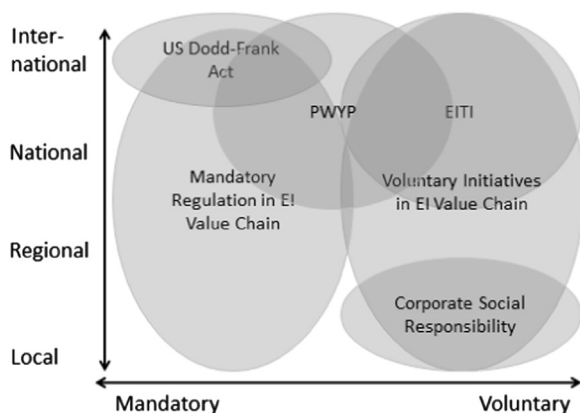 Inter-
national
US Dodd-Frank
Act
PWYP
EITI
National
Mandatory
Regulation in EI
Value Chain
Voluntary Initiatives
in EI Value Chain
Regional
Corporate Social
Responsibility
Local
Mandatory
Voluntary